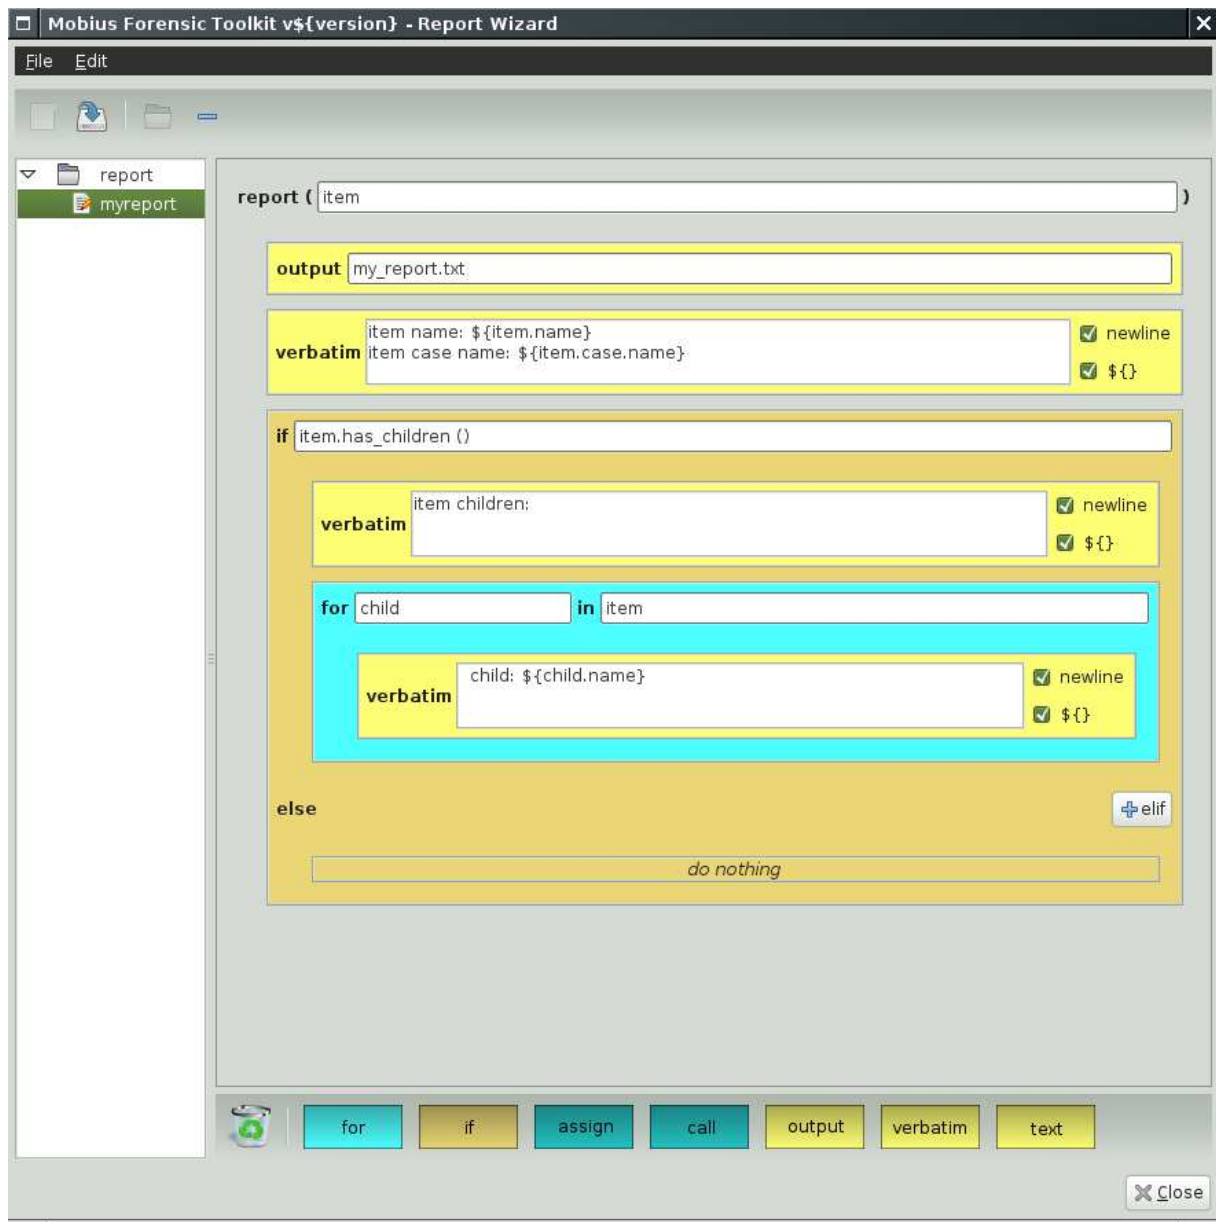 Mobius Forensic Toolkit v${version} - Report Wizard
File Edit
report
myreport
report ( item )
output my_report.txt
verbatim item name: ${item.name}
item case name: ${item.case.name}
newline
${}
if item.has_children ()
verbatim item children:
newline
${}
for child in item
verbatim child: ${child.name}
newline
${}
else
elif
do nothing
for if assign call output verbatim text
Close